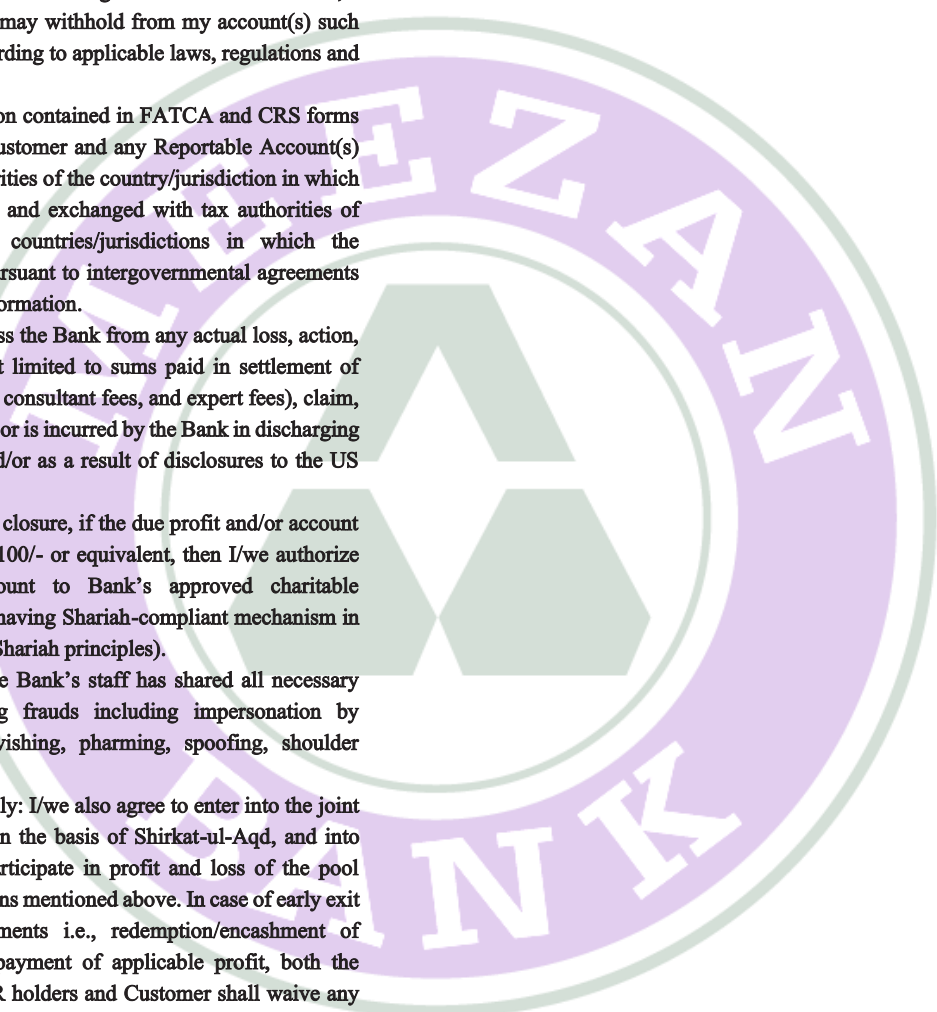 may withhold from my account(s) such
rding to applicable laws, regulations and
on contained in FATCA and CRS forms
ustomer and any Reportable Account(s)
rities of the country/jurisdiction in which
and exchanged with tax authorities of
countries/jurisdictions in which the
rsuant to intergovernmental agreements
ormation.
ss the Bank from any actual loss, action,
t limited to sums paid in settlement of
consultant fees, and expert fees), claim,
or is incurred by the Bank in discharging
d/or as a result of disclosures to the US
closure, if the due profit and/or account
100/- or equivalent, then I/we authorize
ount to Bank’s approved charitable
having Shariah-compliant mechanism in
Shariah principles).
e Bank’s staff has shared all necessary
g frauds including impersonation by
vishing, pharming, spoofing, shoulder
ly: I/we also agree to enter into the joint
n the basis of Shirkat-ul-Aqd, and into
articipate in profit and loss of the pool
ns mentioned above. In case of early exit
ments i.e., redemption/encashment of
payment of applicable profit, both the
R holders and Customer shall waive any
MEEZAN
BANK